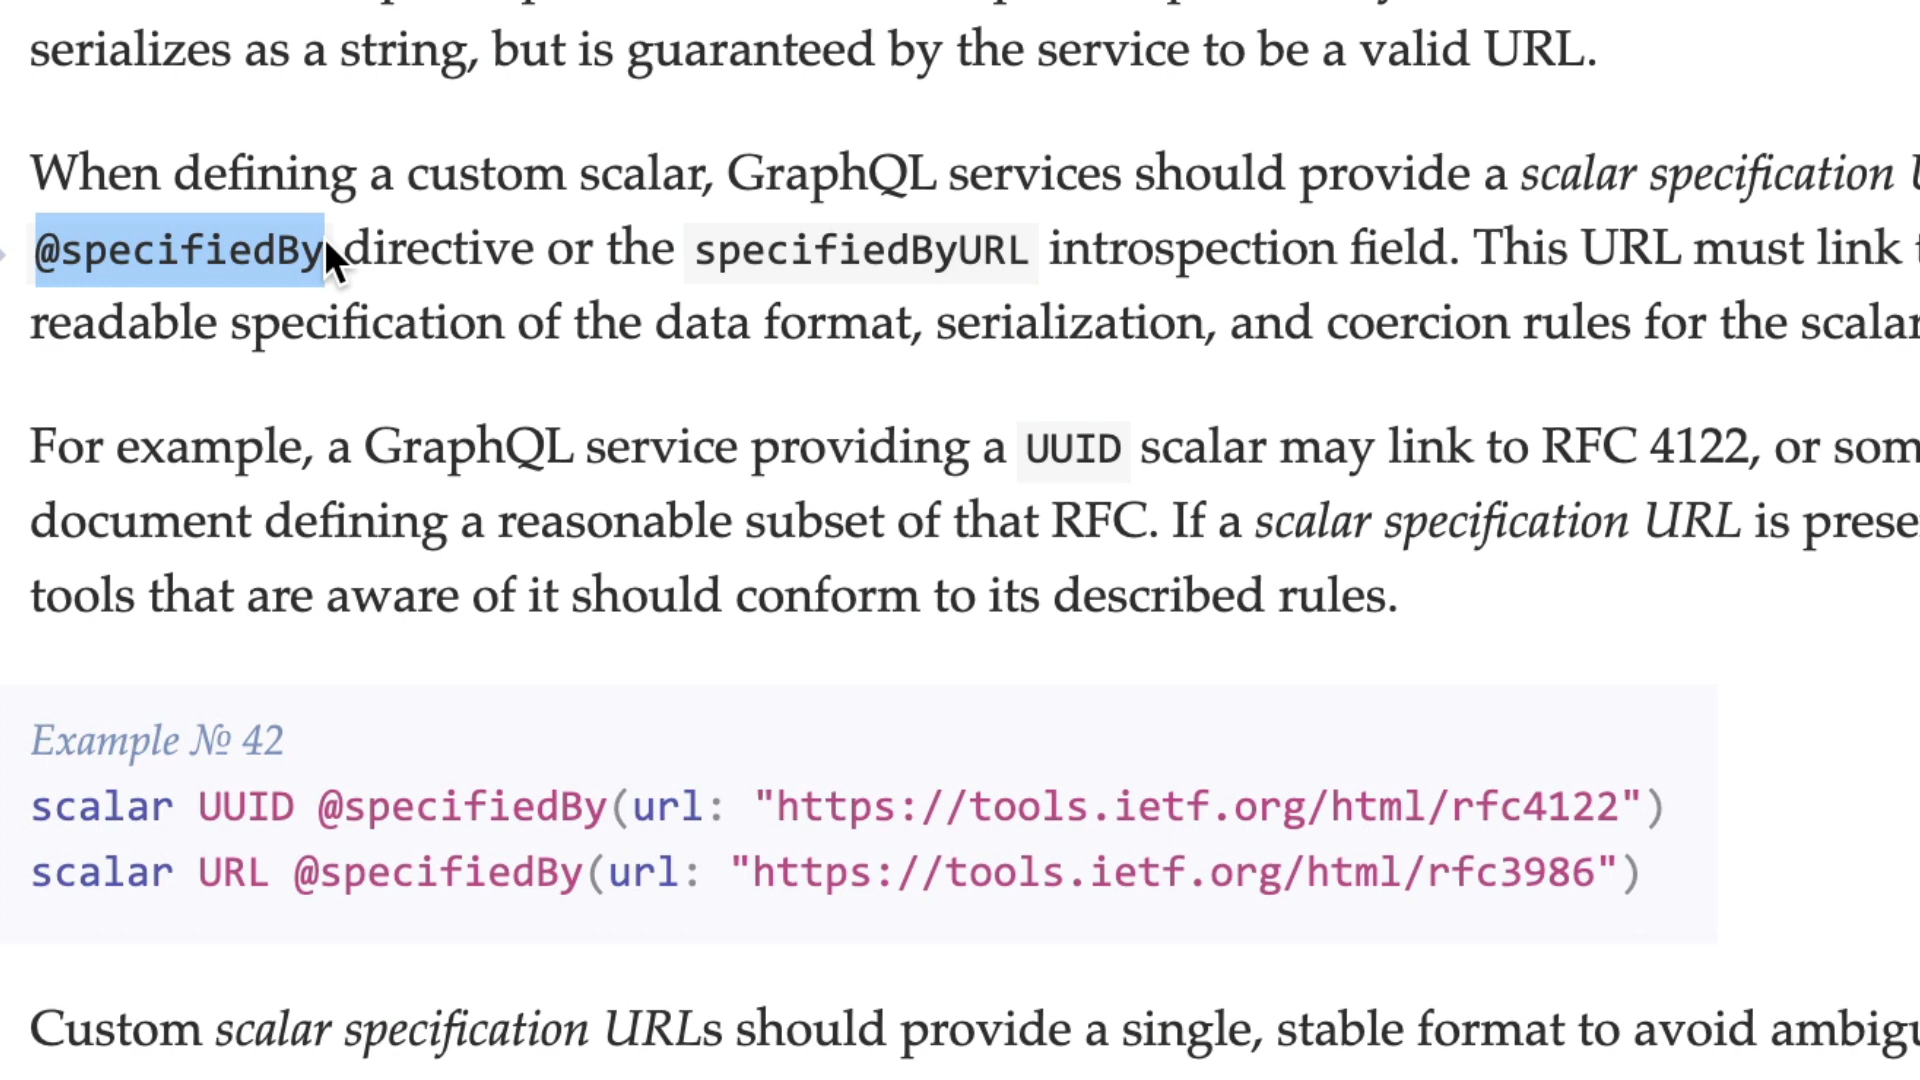 serializes as a string, but is guaranteed by the service to be a valid URL.
When defining a custom scalar, GraphQL services should provide a scalar specification
@specifiedBy directive or the specifiedByURL introspection field. This URL must link
readable specification of the data format, serialization, and coercion rules for the scalar
For example, a GraphQL service providing a UUID scalar may link to RFC 4122, or som
document defining a reasonable subset of that RFC. If a scalar specification URL is prese
tools that are aware of it should conform to its described rules.
Example № 42
scalar UUID @specifiedBy(url: "https://tools.ietf.org/html/rfc4122")
scalar URL @specifiedBy(url: "https://tools.ietf.org/html/rfc3986")
Custom scalar specification URLs should provide a single, stable format to avoid ambigu